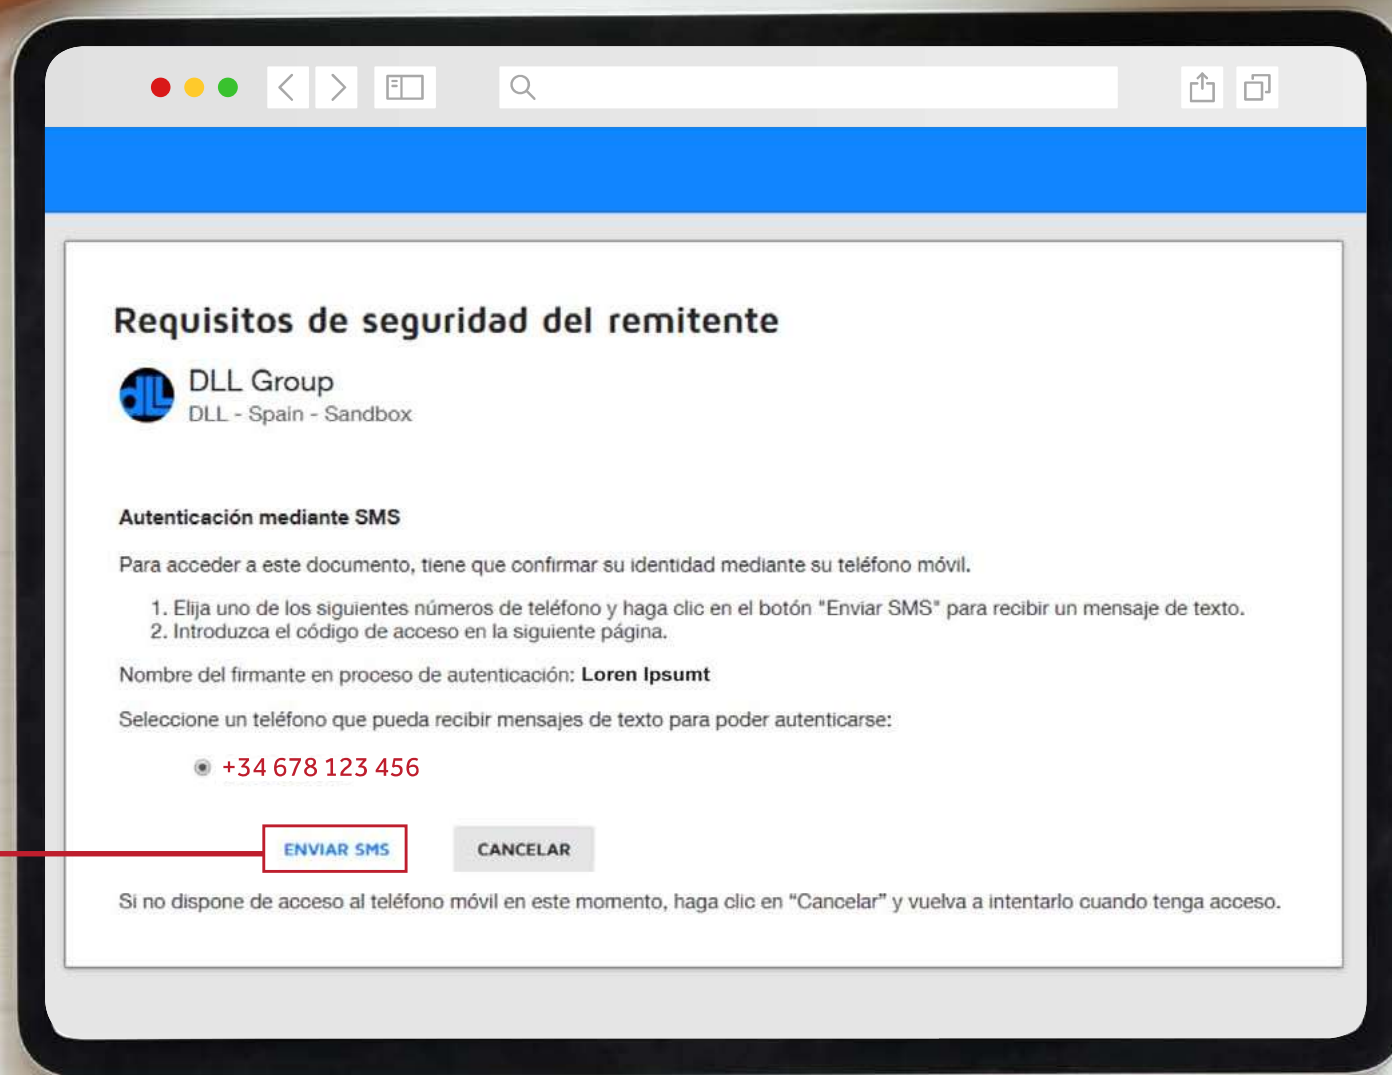 Requisitos de seguridad del remitente
dLL
DLL Group
DLL - Spain - Sandbox
Autenticación mediante SMS
Para acceder a este documento, tiene que confirmar su identidad mediante su teléfono móvil.
1. Elija uno de los siguientes números de teléfono y haga clic en el botón "Enviar SMS" para recibir un mensaje de texto.
2. Introduzca el código de acceso en la siguiente página.
Nombre del firmante en proceso de autenticación: Loren Ipsumt
Seleccione un teléfono que pueda recibir mensajes de texto para poder autenticarse:
+34 678 123 456
ENVIAR SMS CANCELAR
Si no dispone de acceso al teléfono móvil en este momento, haga clic en “Cancelar” y vuelva a intentarlo cuando tenga acceso.